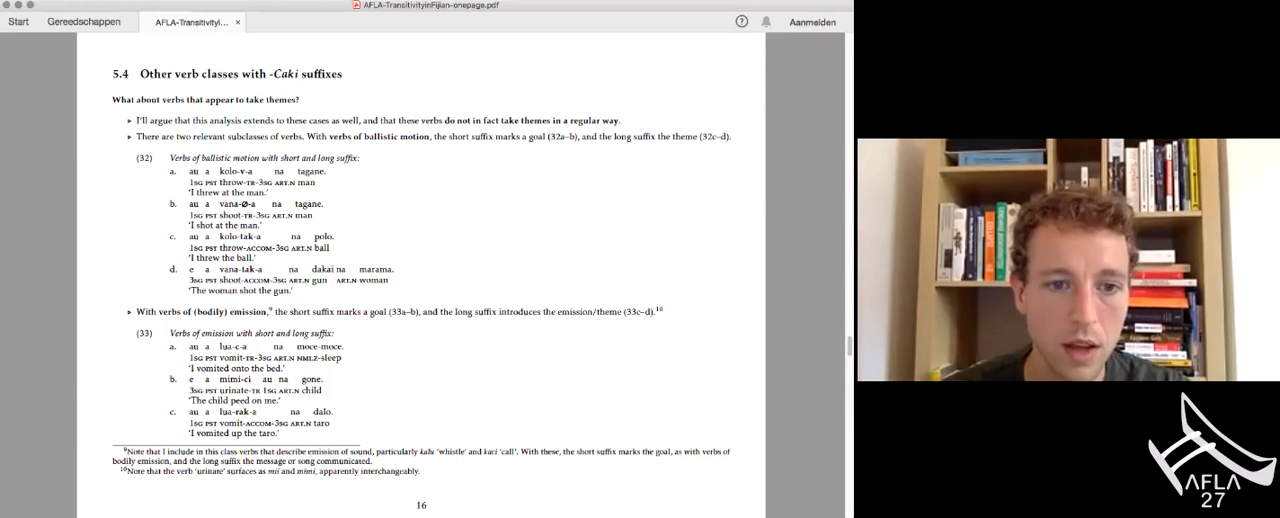 AFLA-TransitivityinFijian-onepage.pdf
Start Gereedschappen AFLA-TransitivityI... × Aanmelden
5.4 Other verb classes with -Caki suffixes
What about verbs that appear to take themes?
▸ I'll argue that this analysis extends to these cases as well, and that these verbs do not in fact take themes in a regular way.
▸ There are two relevant subclasses of verbs. With verbs of ballistic motion, the short suffix marks a goal (32a–b), and the long suffix the theme (32c–d).
(32) Verbs of ballistic motion with short and long suffix:
a. au a kolo-v-a na tagane.
1SG PST throw-TR-3SG ART.N man
'I threw at the man.'
b. au a vana-Ø-a na tagane.
1SG PST shoot-TR-3SG ART.N man
'I shot at the man.'
c. au a kolo-tak-a na polo.
1SG PST throw-ACCOM-3SG ART.N ball
'I threw the ball.'
d. e a vana-tak-a na dakai na marama.
3SG PST shoot-ACCOM-3SG ART.N gun ART.N woman
'The woman shot the gun.'
▸ With verbs of (bodily) emission,⁹ the short suffix marks a goal (33a–b), and the long suffix introduces the emission/theme (33c–d).¹⁰
(33) Verbs of emission with short and long suffix:
a. au a lua-c-a na moce-moce.
1SG PST vomit-TR-3SG ART.N NMLZ-sleep
'I vomited onto the bed.'
b. e a mimi-ci au na gone.
3SG PST urinate-TR 1SG ART.N child
'The child peed on me.'
c. au a lua-rak-a na dalo.
1SG PST vomit-ACCOM-3SG ART.N taro
'I vomited up the taro.'
⁹Note that I include in this class verbs that describe emission of sound, particularly kalu 'whistle' and kaci 'call'. With these, the short suffix marks the goal, as with verbs of
bodily emission, and the long suffix the message or song communicated.
¹⁰Note that the verb 'urinate' surfaces as mii and mimi, apparently interchangeably.
16
AFLA
27